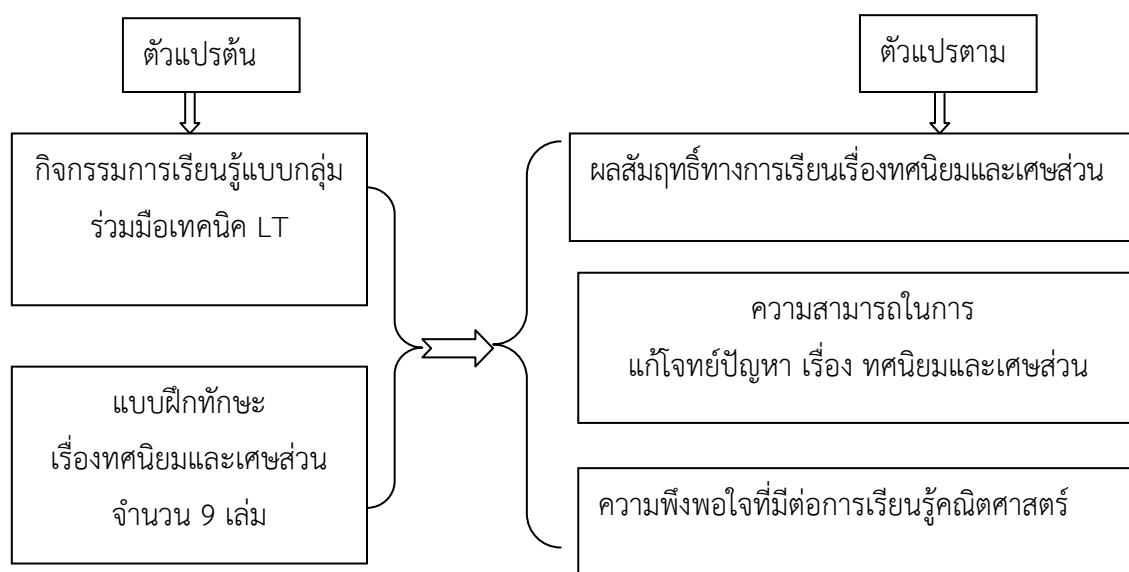 ตัวแปรต้น
ตัวแปรตาม
กิจกรรมการเรียนรู้แบบกลุ่ม
ร่วมมือเทคนิค LT
แบบฝึกทักษะ
เรื่องทศนิยมและเศษส่วน
จำนวน 9 เล่ม
ผลสัมฤทธิ์ทางการเรียนเรื่องทศนิยมและเศษส่วน
ความสามารถในการ
แก้โจทย์ปัญหา เรื่อง ทศนิยมและเศษส่วน
ความพึงพอใจที่มีต่อการเรียนรู้คณิตศาสตร์